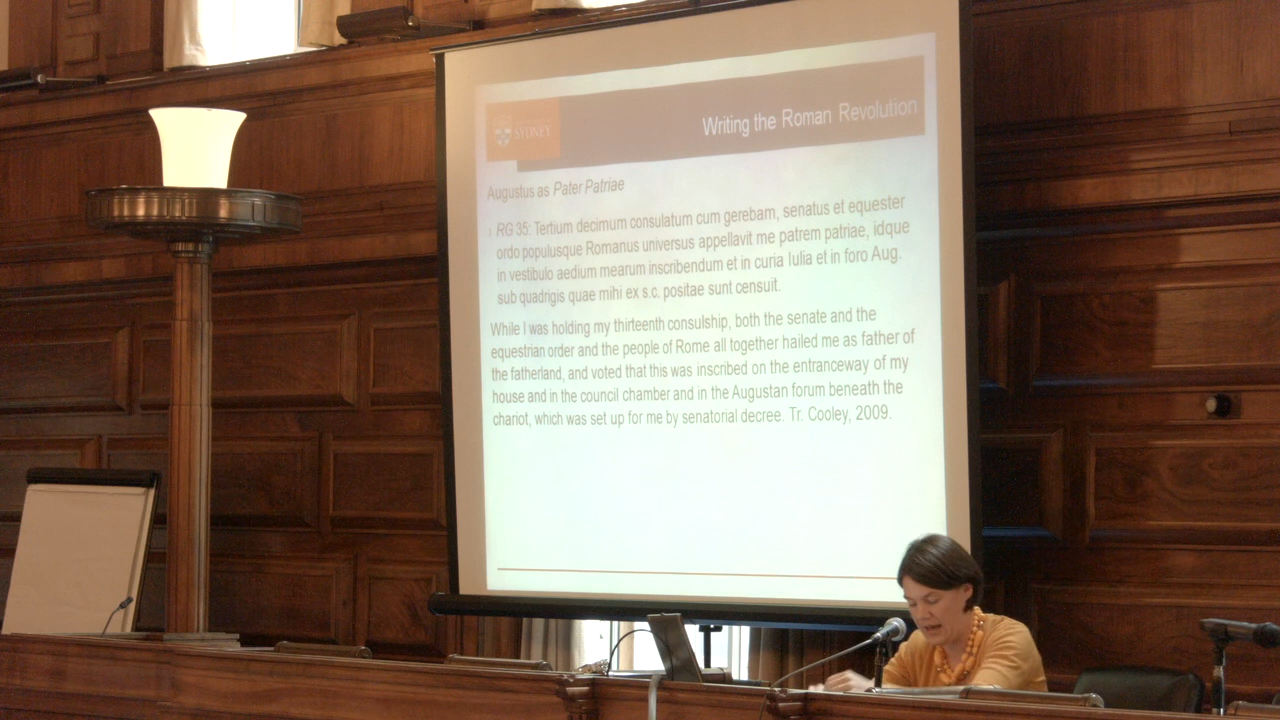 SYDNEY
Writing the Roman Revolution
Augustus as Pater Patriae
RG 35: Tertium decimum consulatum cum gerebam, senatus et equester
ordo populusque Romanus universus appellavit me patrem patriae, idque
in vestibulo aedium mearum inscribendum et in curia Iulia et in foro Aug.
sub quadrigis quae mihi ex s.c. positae sunt censuit.
While I was holding my thirteenth consulship, both the senate and the
equestrian order and the people of Rome all together hailed me as father of
the fatherland, and voted that this was inscribed on the entranceway of my
house and in the council chamber and in the Augustan forum beneath the
chariot, which was set up for me by senatorial decree. Tr. Cooley, 2009.